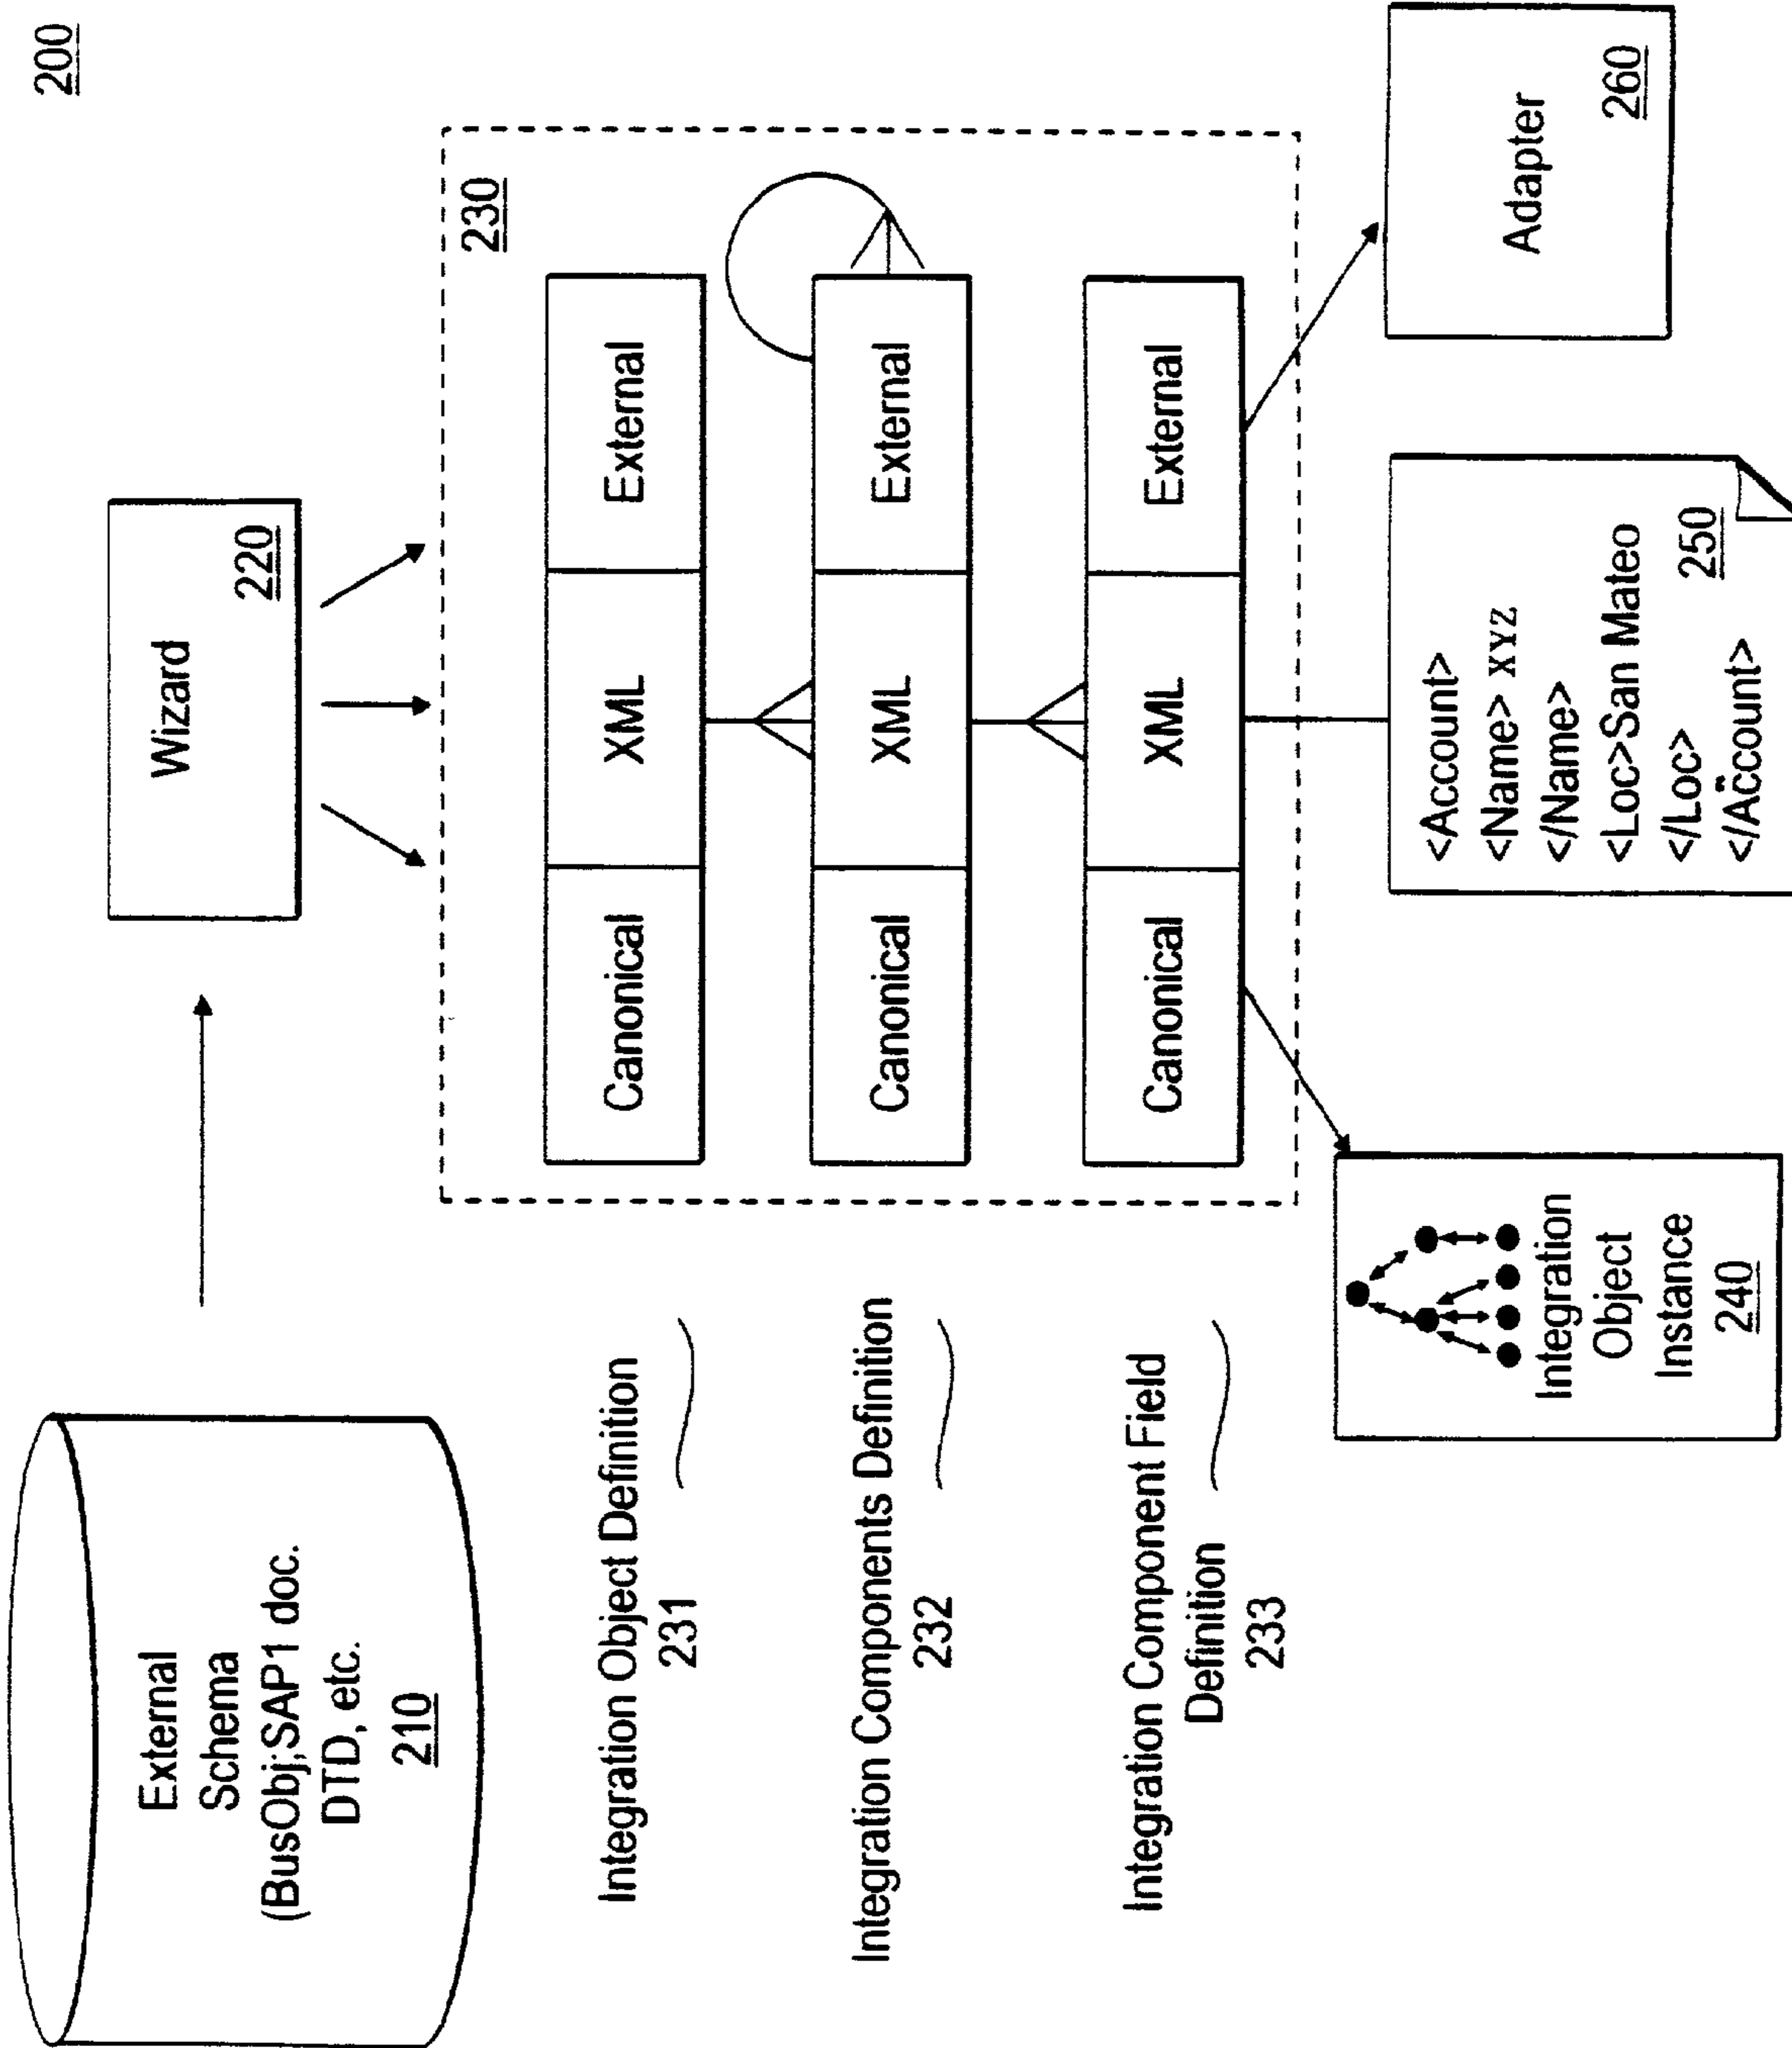 200
External
Schema
(BusObj;SAP1 doc.
DTD, etc.
210
Wizard
220
230
Integration Object Definition
231
Canonical XML External
Integration Components Definition
232
Canonical XML External
Integration Component Field
Definition
233
Canonical XML External
Integration
Object
Instance
240
<Account>
<Name> XYZ
</Name>
<Loc>San Mateo
</Loc>
</Account>
250
Adapter
260